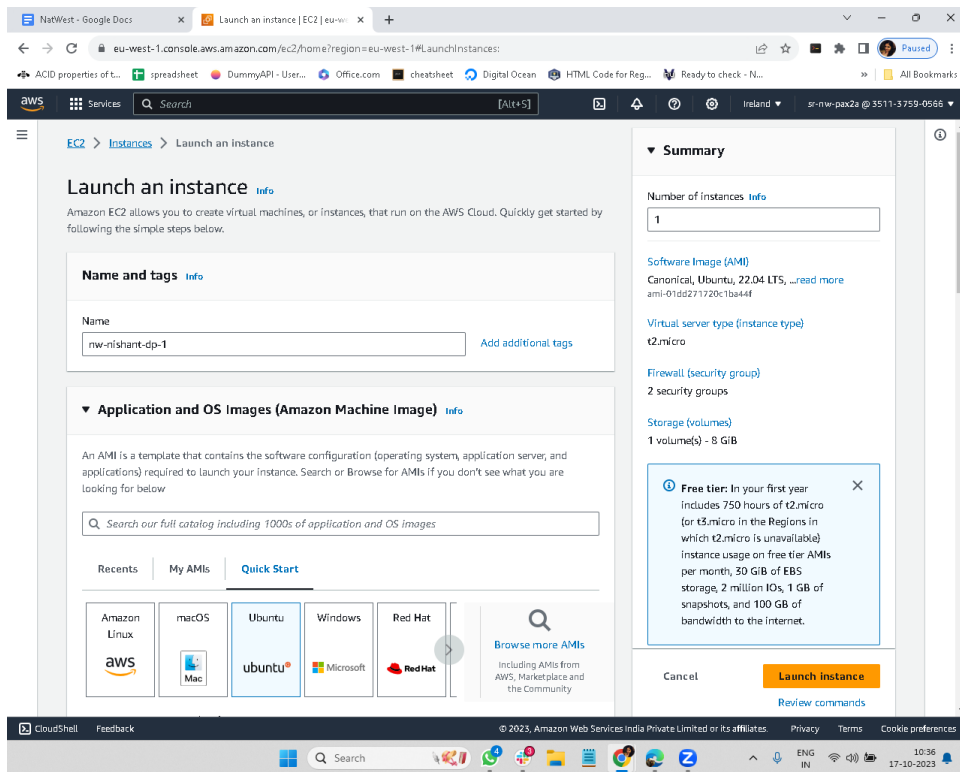 NatWest - Google Docs
Launch an instance | EC2 | eu-we
eu-west-1.console.aws.amazon.com/ec2/home?region=eu-west-1#LaunchInstances:
Paused
ACID properties of t...
spreadsheet
DummyAPI - User...
Office.com
cheatsheet
Digital Ocean
HTML Code for Reg...
Ready to check - N...
»
All Bookmarks
aws
Services
Search
[Alt+S]
Ireland
sr-nw-pax2a @ 3511-3759-0566
EC2 > Instances > Launch an instance
Launch an instance Info
Amazon EC2 allows you to create virtual machines, or instances, that run on the AWS Cloud. Quickly get started by
following the simple steps below.
Name and tags Info
Name
nw-nishant-dp-1
Add additional tags
Application and OS Images (Amazon Machine Image) Info
An AMI is a template that contains the software configuration (operating system, application server, and
applications) required to launch your instance. Search or Browse for AMIs if you don't see what you are
looking for below
Search our full catalog including 1000s of application and OS images
Recents
My AMIs
Quick Start
Amazon
Linux
aws
macOS
Mac
Ubuntu
ubuntu
Windows
Microsoft
Red Hat
Red Hat
Browse more AMIs
Including AMIs from
AWS, Marketplace and
the Community
Summary
Number of instances Info
1
Software Image (AMI)
Canonical, Ubuntu, 22.04 LTS, ...read more
ami-01dd271720c1ba44f
Virtual server type (instance type)
t2.micro
Firewall (security group)
2 security groups
Storage (volumes)
1 volume(s) - 8 GiB
Free tier: In your first year
includes 750 hours of t2.micro
(or t3.micro in the Regions in
which t2.micro is unavailable)
instance usage on free tier AMIs
per month, 30 GiB of EBS
storage, 2 million IOs, 1 GB of
snapshots, and 100 GB of
bandwidth to the internet.
Cancel
Launch instance
Review commands
CloudShell
Feedback
© 2023, Amazon Web Services India Private Limited or its affiliates.
Privacy
Terms
Cookie preferences
Search
4
3
ENG
IN
10:36
17-10-2023